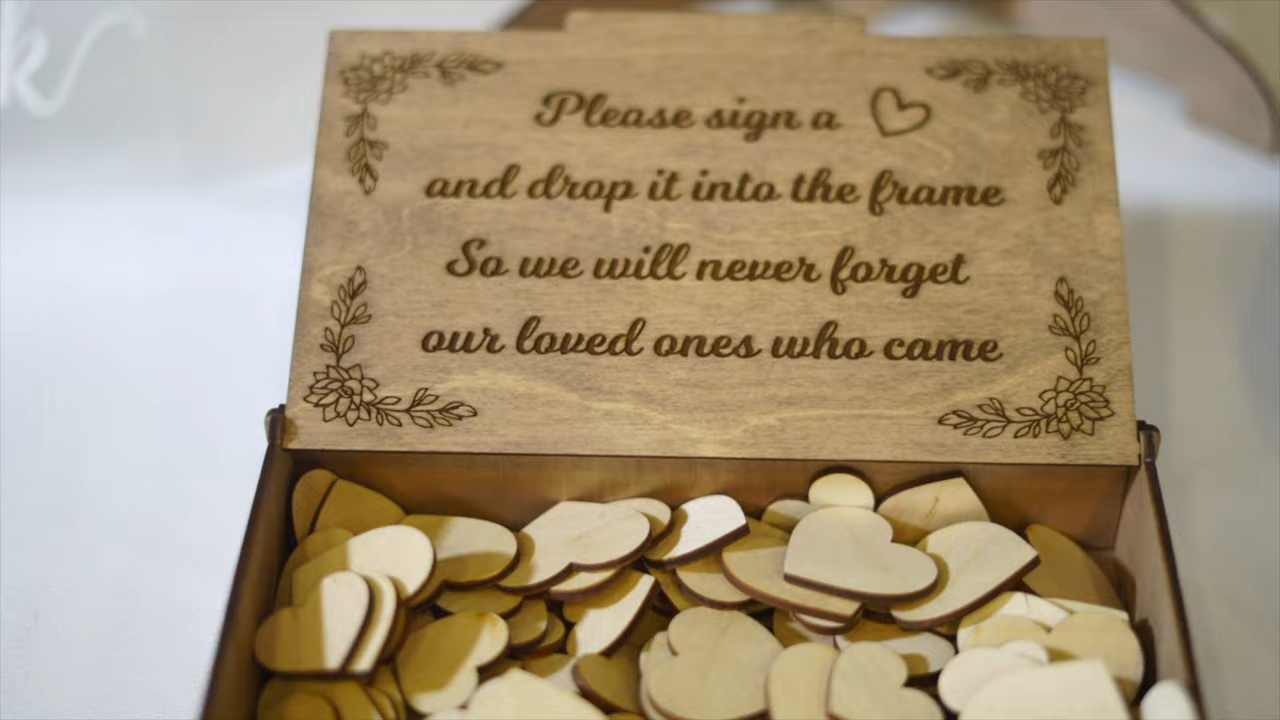 Please sign a ♡
and drop it into the frame
So we will never forget
our loved ones who came